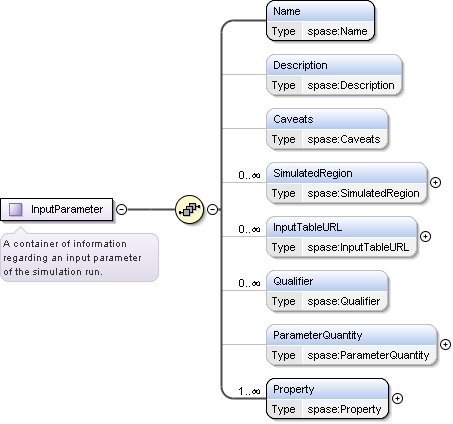 Name
Type spase:Name
Description
Type spase:Description
Caveats
Type spase:Caveats
0..∞
SimulatedRegion
Type spase:SimulatedRegion
InputParameter
A container of information
regarding an input parameter
of the simulation run.
0..∞
InputTableURL
Type spase:InputTableURL
0..∞
Qualifier
Type spase:Qualifier
ParameterQuantity
Type spase:ParameterQuantity
1..∞
Property
Type spase:Property